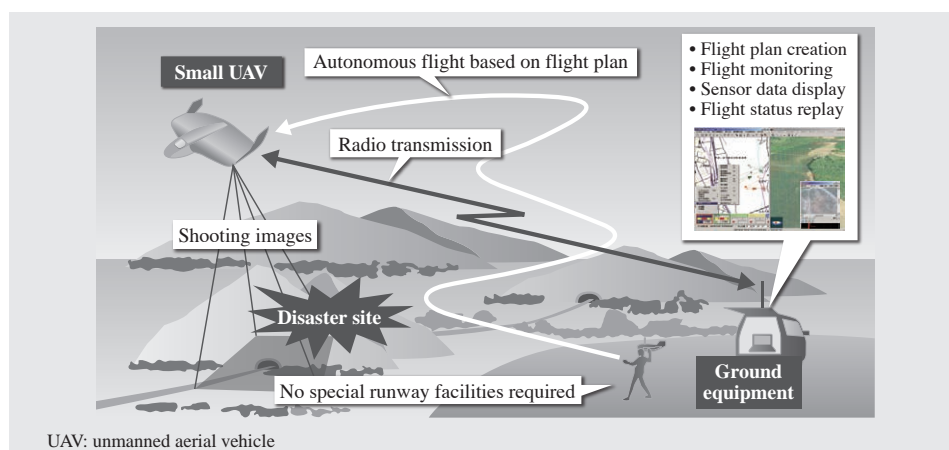 Small UAV
Autonomous flight based on flight plan
• Flight plan creation
• Flight monitoring
• Sensor data display
• Flight status replay
Radio transmission
Shooting images
Disaster site
No special runway facilities required
Ground
equipment
UAV: unmanned aerial vehicle